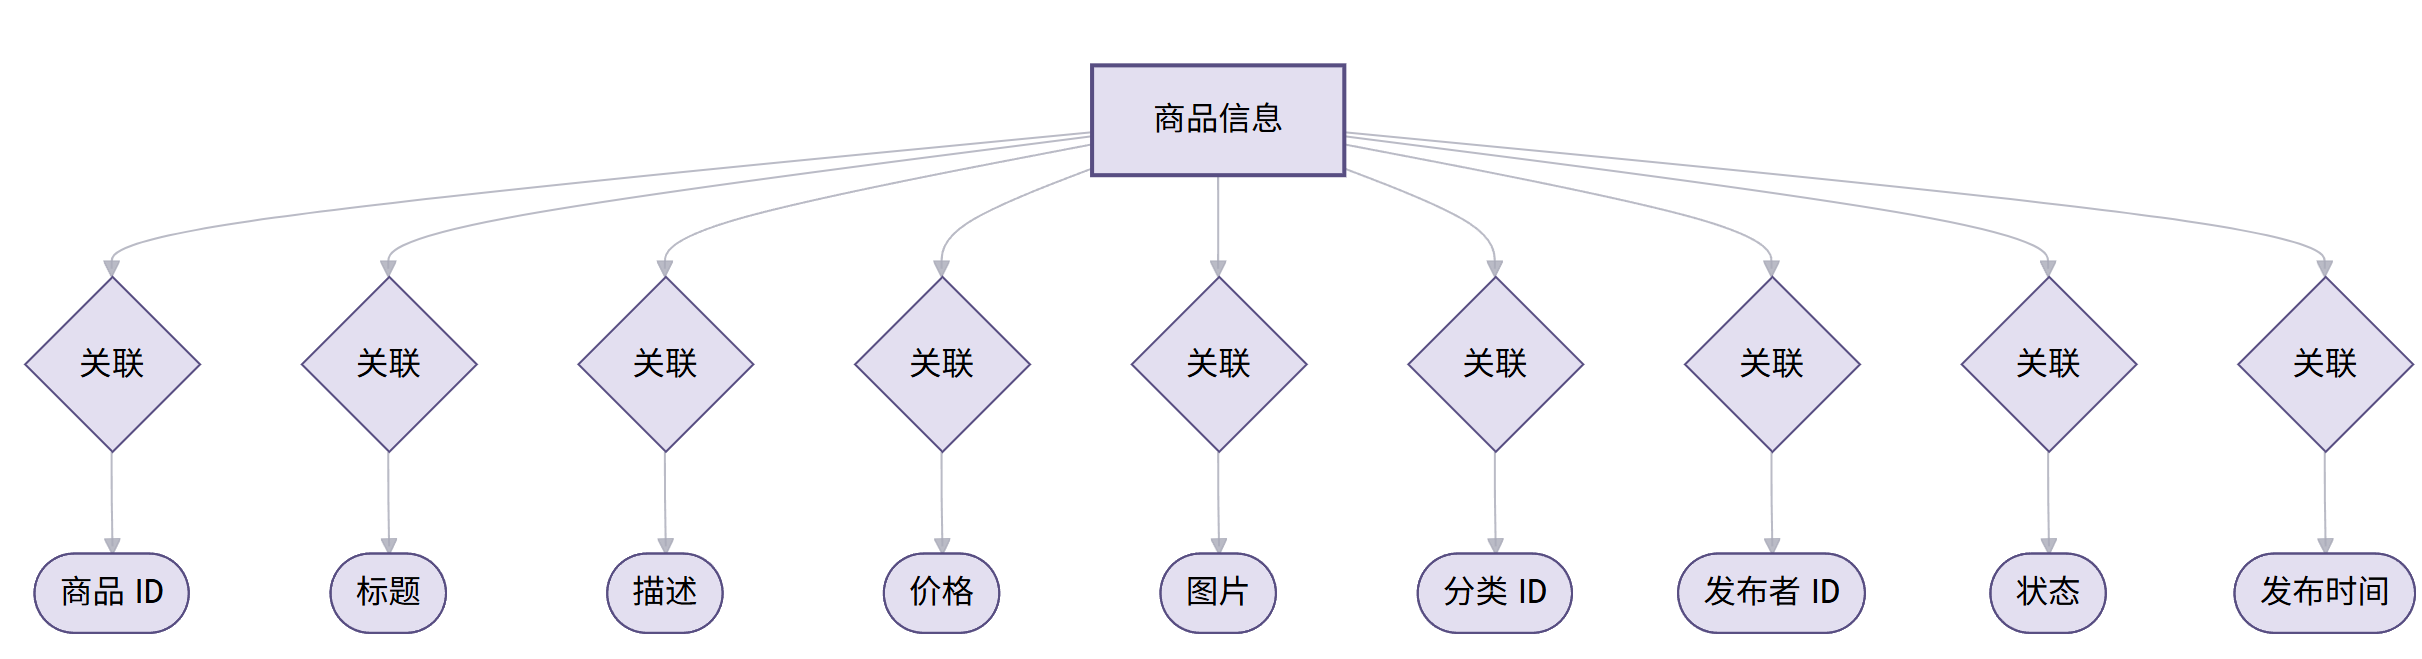 商品信息
关联
关联
关联
关联
关联
关联
关联
关联
关联
商品 ID
标题
描述
价格
图片
分类 ID
发布者 ID
状态
发布时间